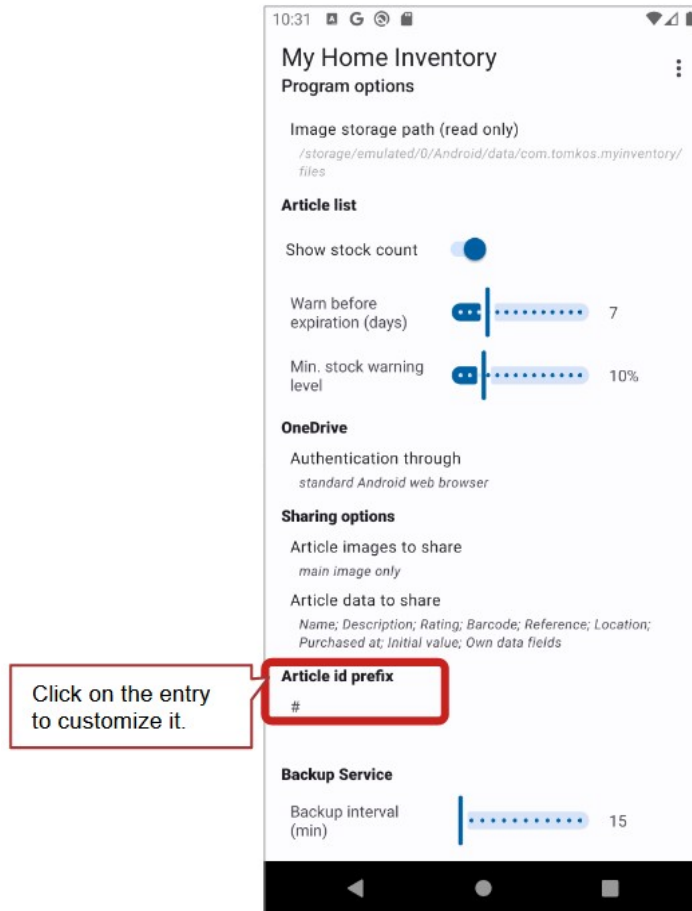 10:31
My Home Inventory
Program options
Image storage path (read only)
/storage/emulated/0/Android/data/com.tomkos.myinventory/
files
Article list
Show stock count
Warn before
expiration (days)
7
Min. stock warning
level
10%
OneDrive
Authentication through
standard Android web browser
Sharing options
Article images to share
main image only
Article data to share
Name; Description; Rating; Barcode; Reference; Location;
Purchased at; Initial value; Own data fields
Article id prefix
#
Click on the entry
to customize it.
Backup Service
Backup interval
(min)
15